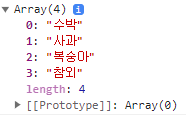 ▼ Array(4) i
0: "수박"
1: "사과"
2: "복숭아"
3: "참외"
length: 4
▶ [[Prototype]]: Array(0)